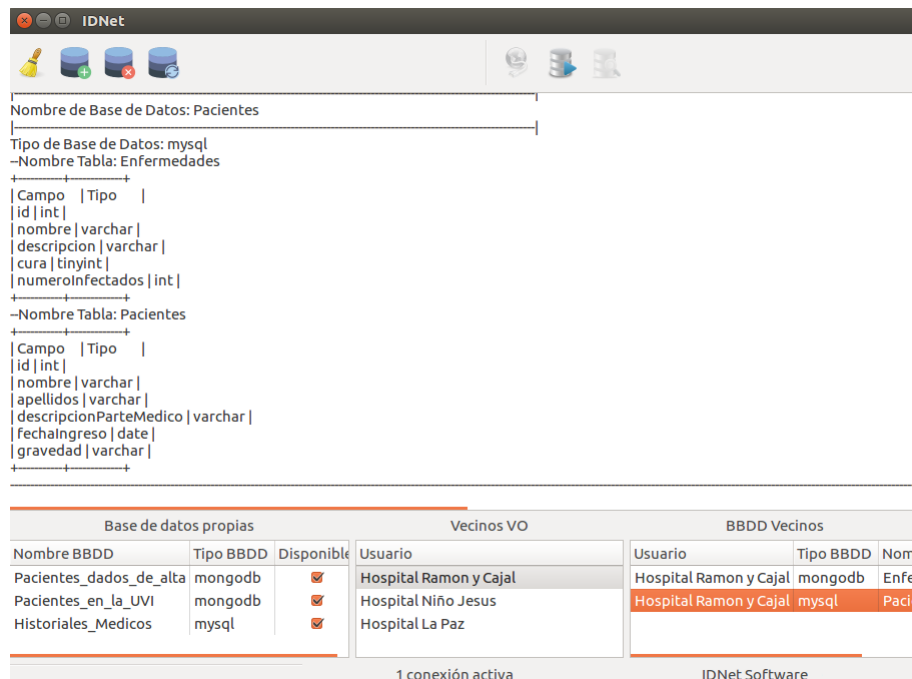 IDNet
Nombre de Base de Datos: Pacientes
Tipo de Base de Datos: mysql
--Nombre Tabla: Enfermedades
+-----------+-------------+
| Campo | Tipo |
| id | int |
| nombre | varchar |
| descripcion | varchar |
| cura | tinyint |
| numeroInfectados | int |
+-----------+-------------+
--Nombre Tabla: Pacientes
+-----------+-------------+
| Campo | Tipo |
| id | int |
| nombre | varchar |
| apellidos | varchar |
| descripcionParteMedico | varchar |
| fechaIngreso | date |
| gravedad | varchar |
+-----------+-------------+
Base de datos propias Vecinos VO BBDD Vecinos
Nombre BBDD Tipo BBDD Disponible Usuario Usuario Tipo BBDD Nom
Pacientes_dados_de_alta mongodb Hospital Ramon y Cajal Hospital Ramon y Cajal mongodb Enfe
Pacientes_en_la_UVI mongodb Hospital Niño Jesus Hospital Ramon y Cajal mysql Paci
Historiales_Medicos mysql Hospital La Paz
1 conexión activa IDNet Software